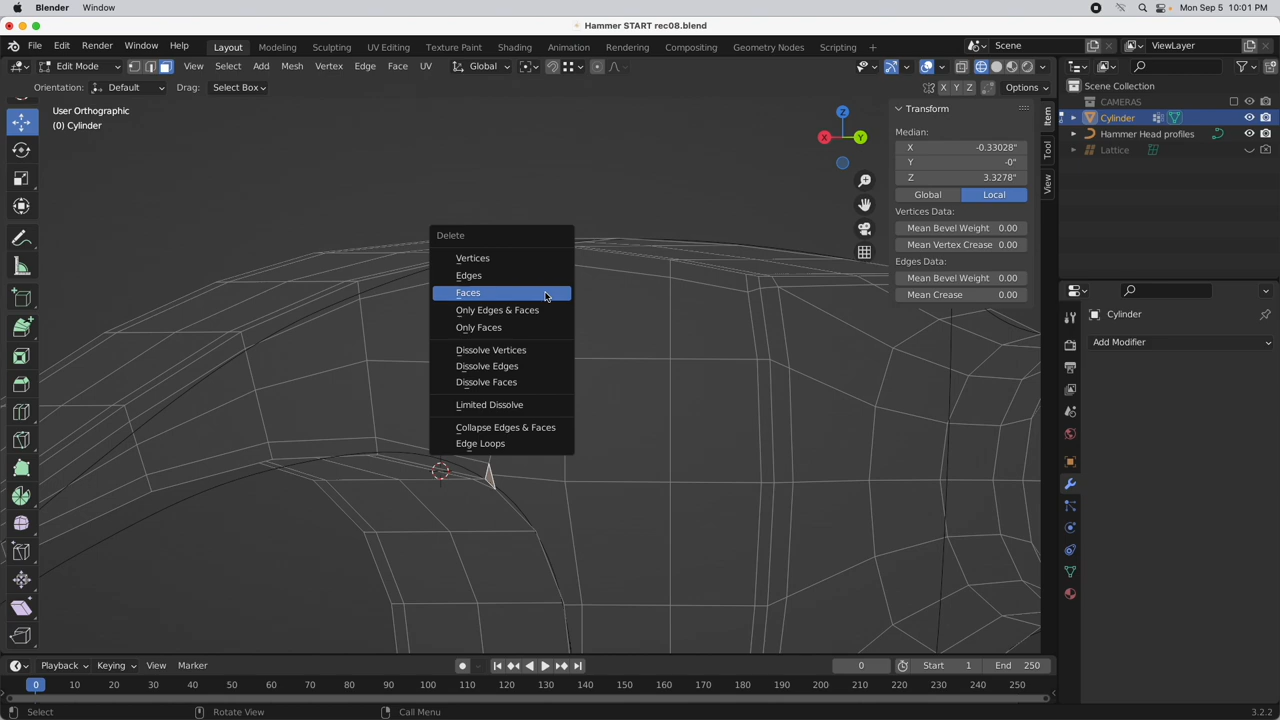 Blender Window Mon Sep 5 10:01 PM
Hammer START rec08.blend
File Edit Render Window Help Layout Modeling Sculpting UV Editing Texture Paint Shading Animation Rendering Compositing Geometry Nodes Scripting + Scene ViewLayer
Edit Mode View Select Add Mesh Vertex Edge Face UV Global
Orientation: Default Drag: Select Box X Y Z Options
User Orthographic
(0) Cylinder
Z
X Y
Transform
Median:
X -0.33028"
Y -0"
Z 3.3278"
Global Local
Vertices Data:
Mean Bevel Weight 0.00
Mean Vertex Crease 0.00
Edges Data:
Mean Bevel Weight 0.00
Mean Crease 0.00
Item
Tool
View
Scene Collection
CAMERAS
Cylinder
Hammer Head profiles
Lattice
Cylinder
Add Modifier
Delete
Vertices
Edges
Faces
Only Edges & Faces
Only Faces
Dissolve Vertices
Dissolve Edges
Dissolve Faces
Limited Dissolve
Collapse Edges & Faces
Edge Loops
Playback Keying View Marker 0 Start 1 End 250
0 10 20 30 40 50 60 70 80 90 100 110 120 130 140 150 160 170 180 190 200 210 220 230 240 250
Select Rotate View Call Menu 3.2.2